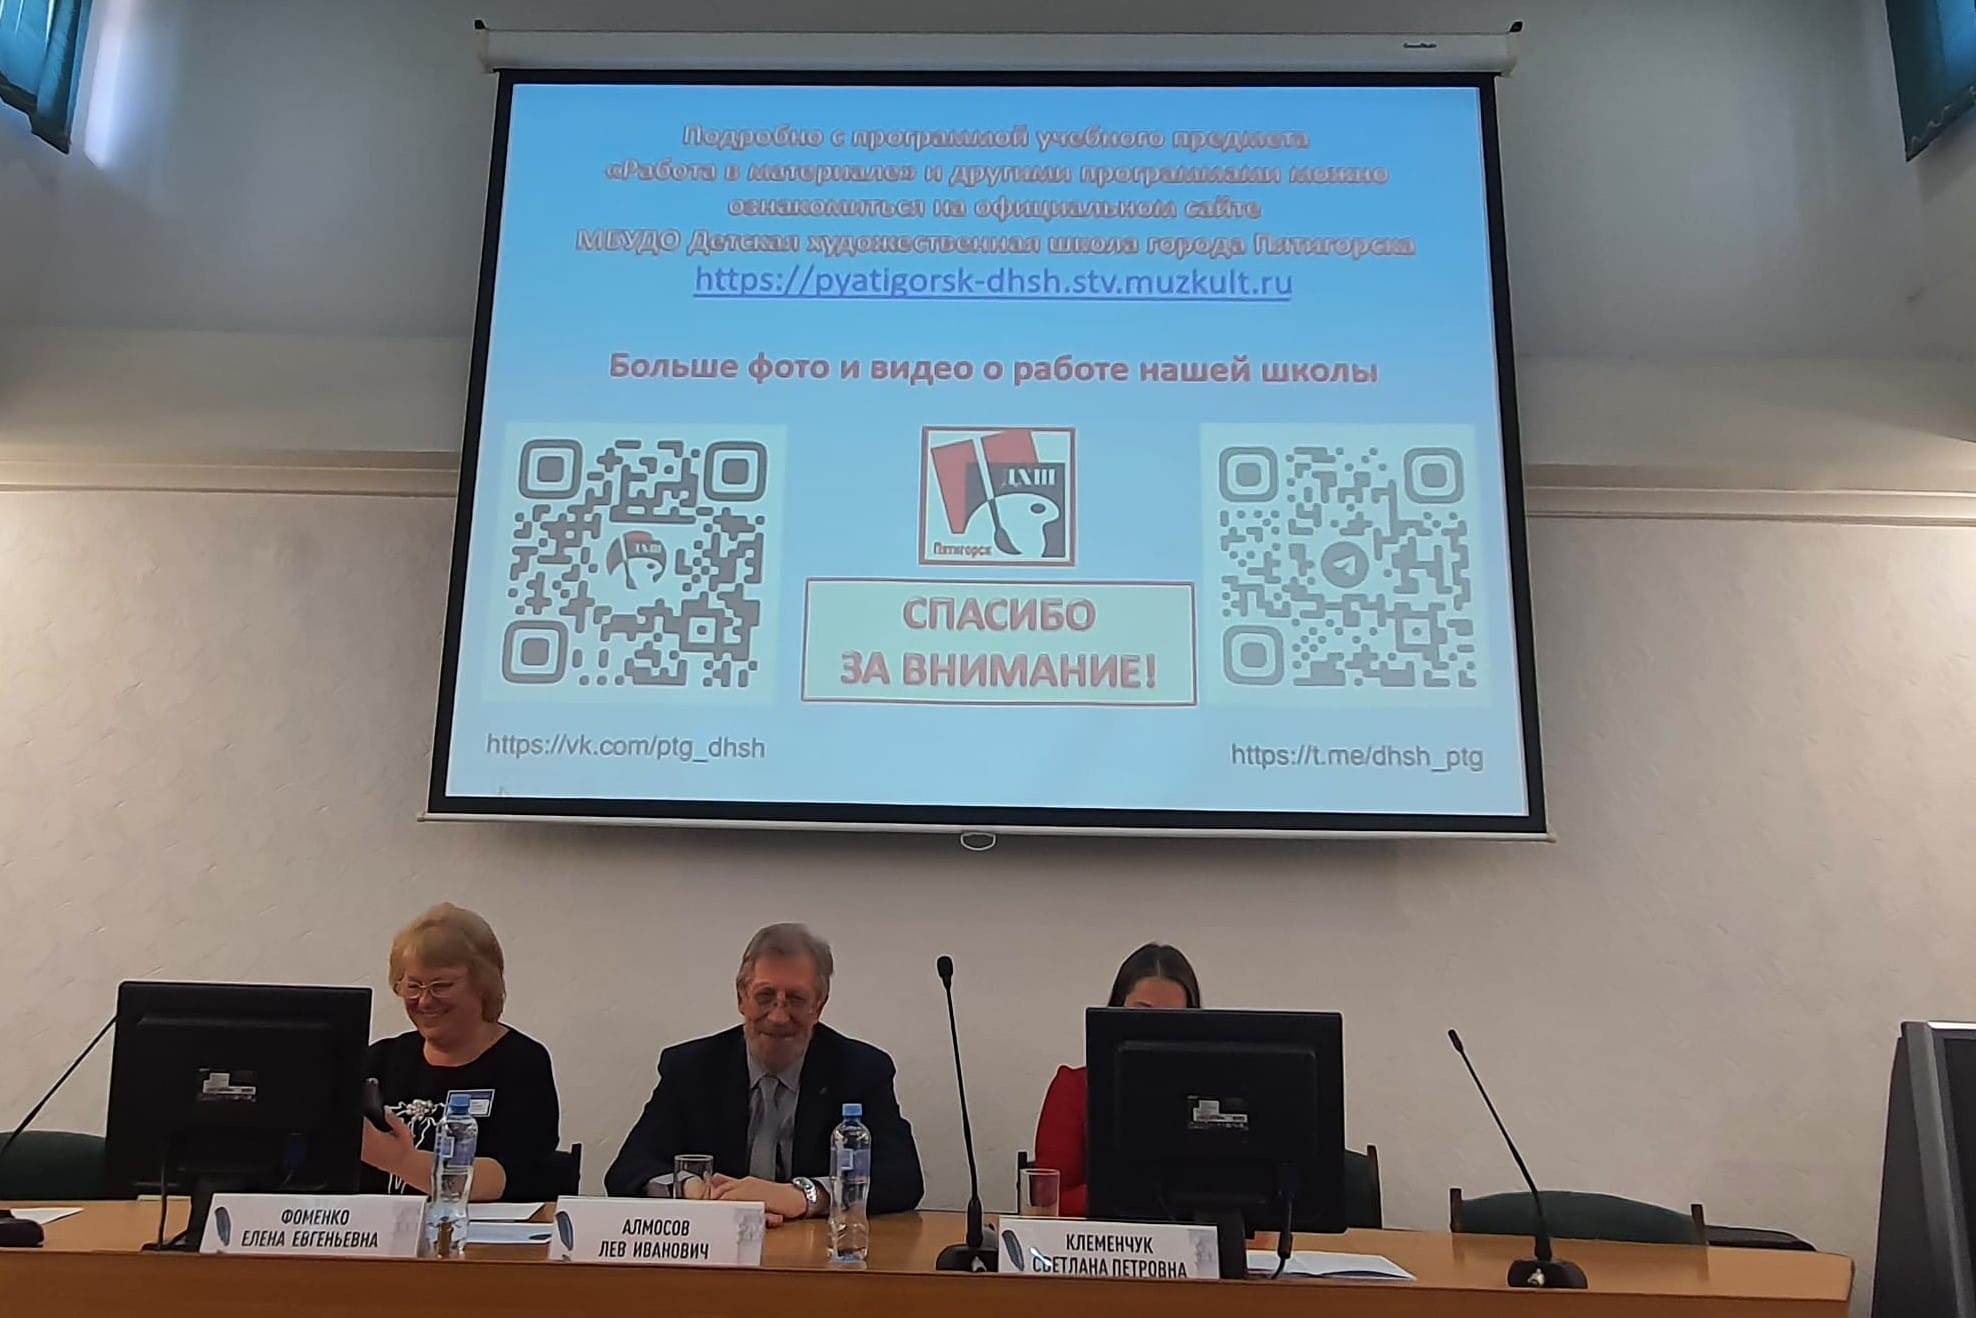 Подробно с программой учебного предмета
«Работа в материале» и другими программами можно
ознакомиться на официальном сайте
МБУДО Детская художественная школа города Пятигорска
https://pyatigorsk-dhsh.stv.muzkult.ru
Больше фото и видео о работе нашей школы
ДХШ
Пятигорск
ДХШ
СПАСИБО
ЗА ВНИМАНИЕ!
https://vk.com/ptg_dhsh
https://t.me/dhsh_ptg
ФОМЕНКО
ЕЛЕНА ЕВГЕНЬЕВНА
АЛМОСОВ
ЛЕВ ИВАНОВИЧ
КЛЕМЕНЧУК
СВЕТЛАНА ПЕТРОВНА